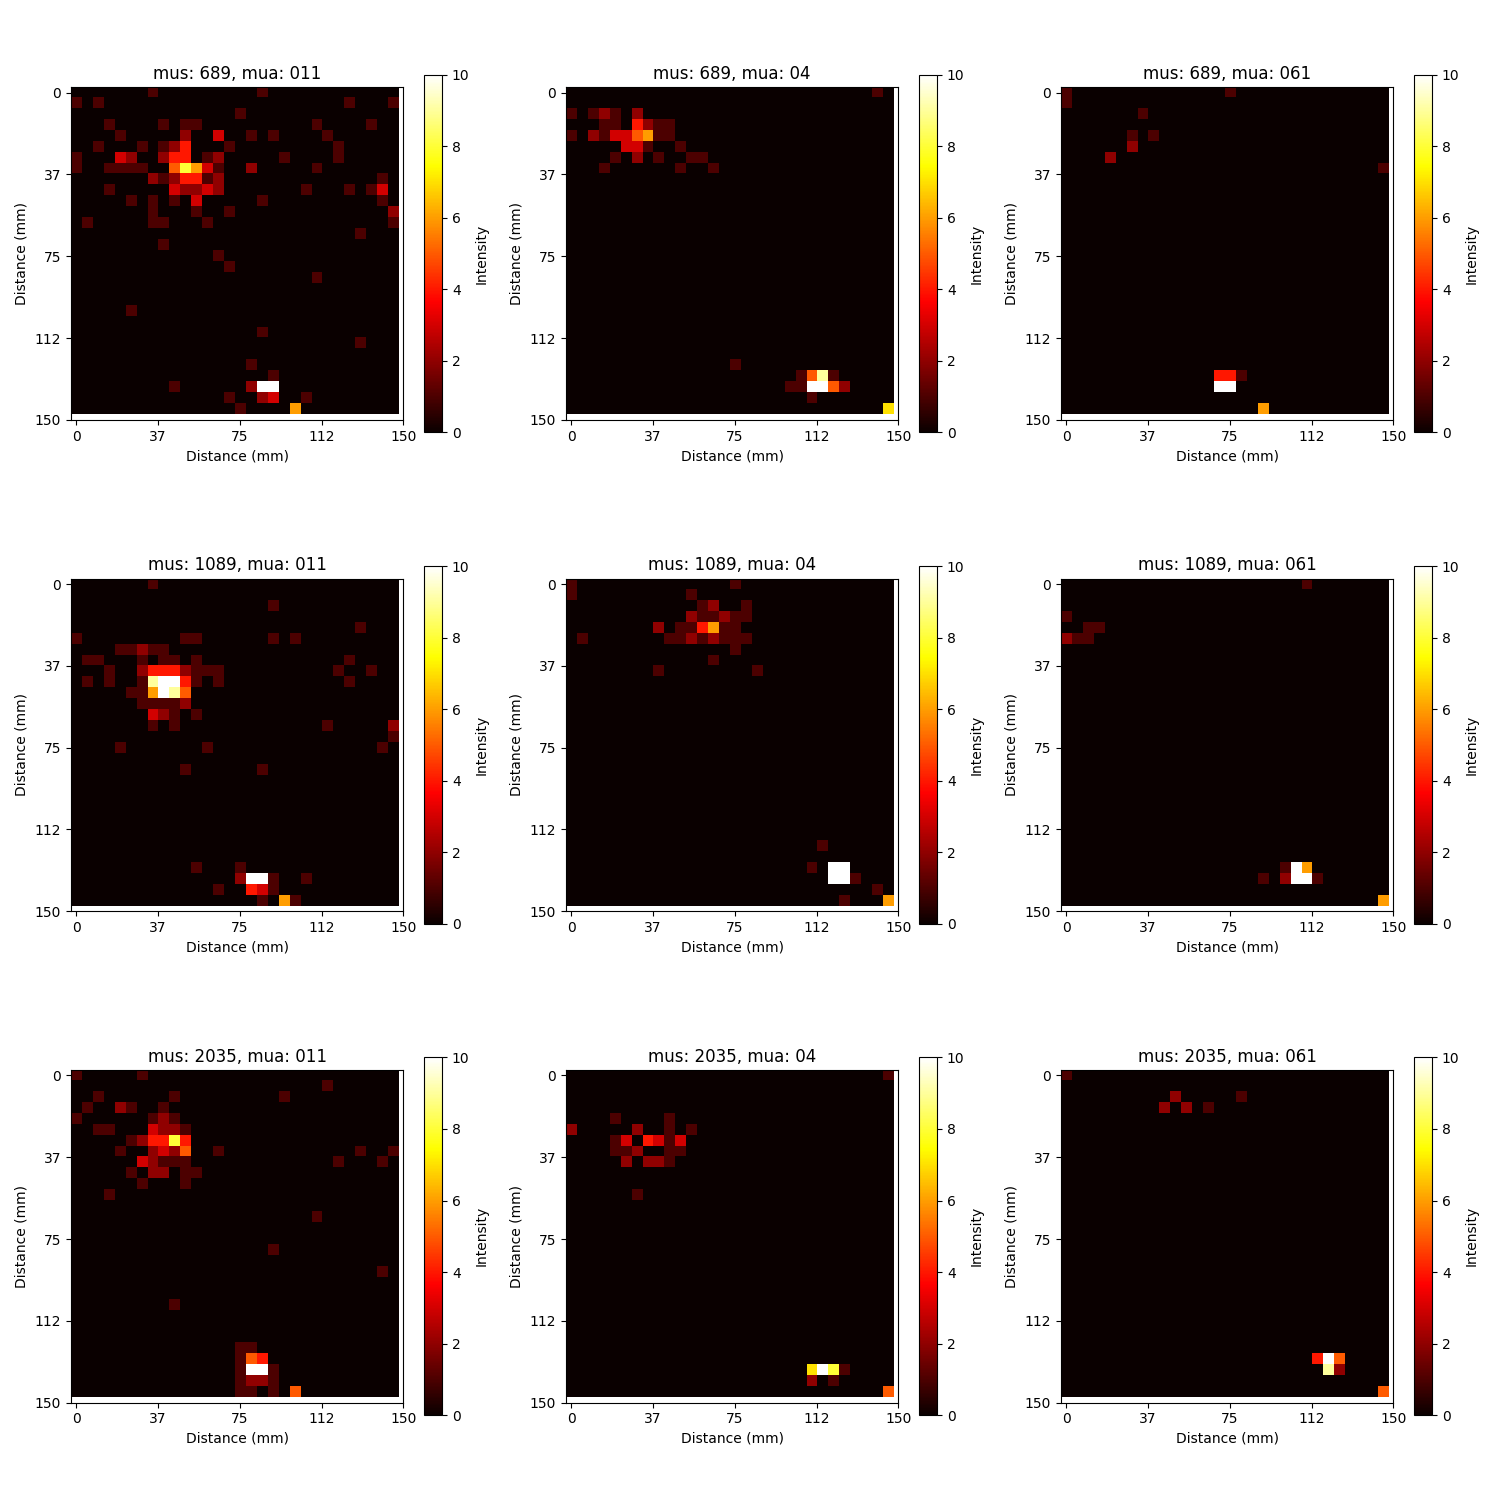 mus: 689, mua: 011
0
37
75
112
150
Distance (mm)
0 37 75 112 150
Distance (mm)
10
8
6
4
2
0
Intensity
mus: 689, mua: 04
0
37
75
112
150
Distance (mm)
0 37 75 112 150
Distance (mm)
10
8
6
4
2
0
Intensity
mus: 689, mua: 061
0
37
75
112
150
Distance (mm)
0 37 75 112 150
Distance (mm)
10
8
6
4
2
0
Intensity
mus: 1089, mua: 011
0
37
75
112
150
Distance (mm)
0 37 75 112 150
Distance (mm)
10
8
6
4
2
0
Intensity
mus: 1089, mua: 04
0
37
75
112
150
Distance (mm)
0 37 75 112 150
Distance (mm)
10
8
6
4
2
0
Intensity
mus: 1089, mua: 061
0
37
75
112
150
Distance (mm)
0 37 75 112 150
Distance (mm)
10
8
6
4
2
0
Intensity
mus: 2035, mua: 011
0
37
75
112
150
Distance (mm)
0 37 75 112 150
Distance (mm)
10
8
6
4
2
0
Intensity
mus: 2035, mua: 04
0
37
75
112
150
Distance (mm)
0 37 75 112 150
Distance (mm)
10
8
6
4
2
0
Intensity
mus: 2035, mua: 061
0
37
75
112
150
Distance (mm)
0 37 75 112 150
Distance (mm)
10
8
6
4
2
0
Intensity